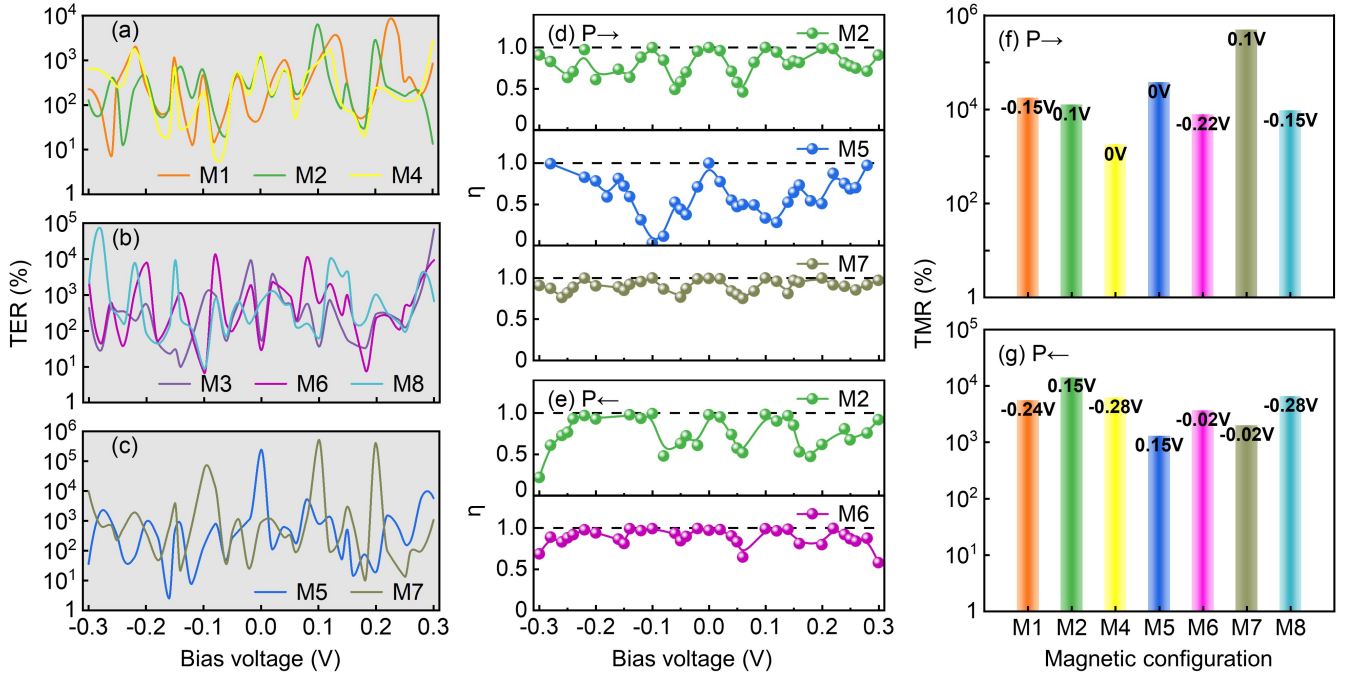 (a)
10⁴
10³
10²
10¹
1
M1 M2 M4
(b)
10⁵
10⁴
10³
10²
10¹
1
M3 M6 M8
TER (%)
(c)
10⁶
10⁵
10⁴
10³
10²
10¹
1
M5 M7
-0.3 -0.2 -0.1 0.0 0.1 0.2 0.3
Bias voltage (V)
(d) P→ M2
1.0
0.5
0
M5
1.0
0.5
0
η
M7
1.0
0.5
0
(e) P← M2
1.0
0.5
0
η
M6
1.0
0.5
0
-0.3 -0.2 -0.1 0.0 0.1 0.2 0.3
Bias voltage (V)
(f) P→
10⁶
10⁴
10²
1
-0.15V 0.1V 0V 0V -0.22V 0.1V -0.15V
TMR (%)
(g) P←
10⁵
10⁴
10³
10²
10¹
1
-0.24V 0.15V -0.28V 0.15V -0.02V -0.02V -0.28V
M1 M2 M4 M5 M6 M7 M8
Magnetic configuration